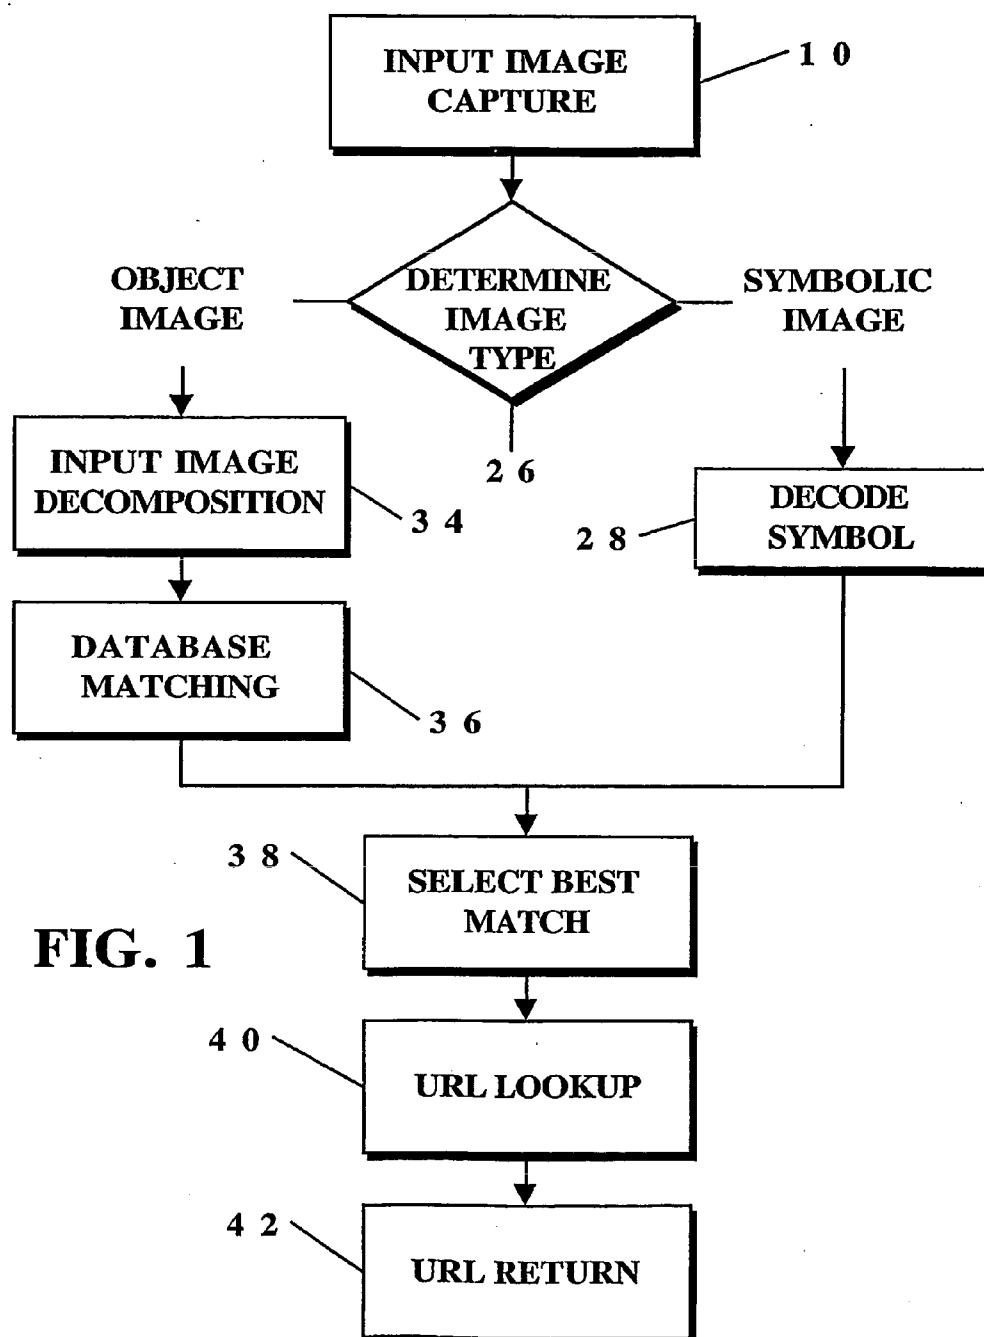 INPUT IMAGE
CAPTURE
10
OBJECT
IMAGE
DETERMINE
IMAGE
TYPE
SYMBOLIC
IMAGE
26
INPUT IMAGE
DECOMPOSITION
34
28
DECODE
SYMBOL
DATABASE
MATCHING
36
38
SELECT BEST
MATCH
FIG. 1
40
URL LOOKUP
42
URL RETURN